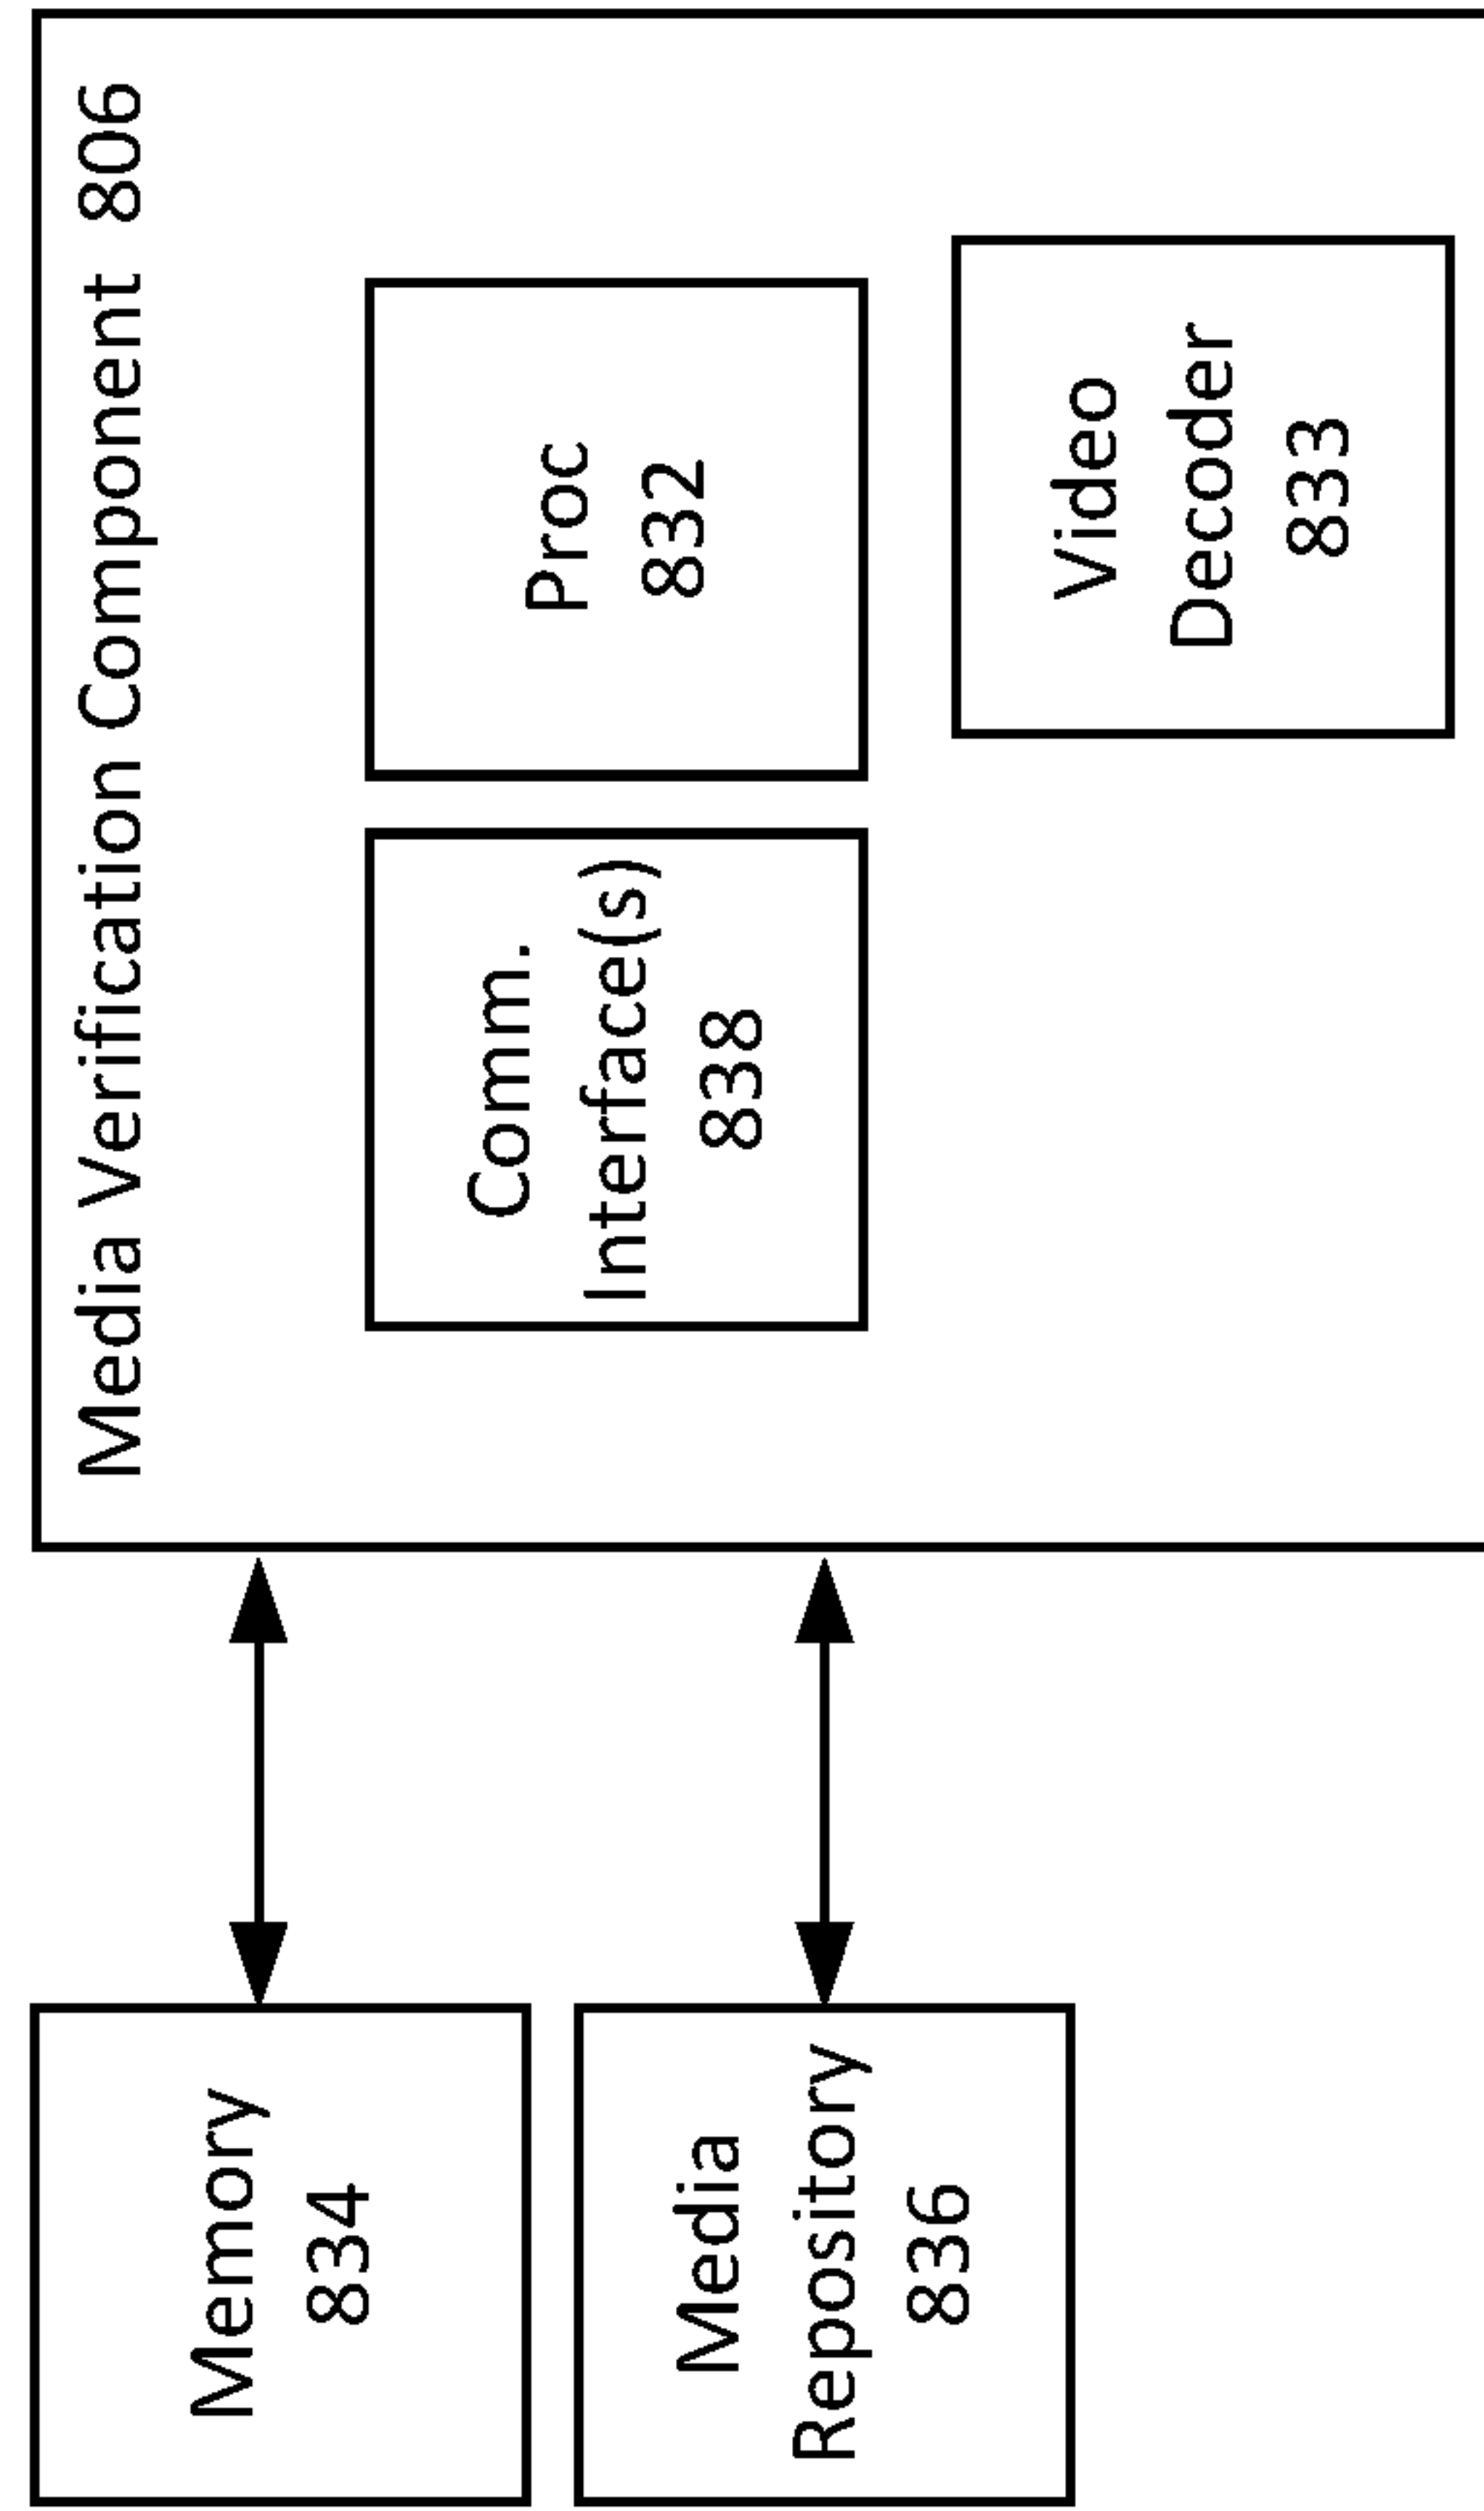 Media Verification Component 806
Comm.
Interface(s)
838
Proc
832
Video
Decoder
833
Memory
834
Media
Repository
836